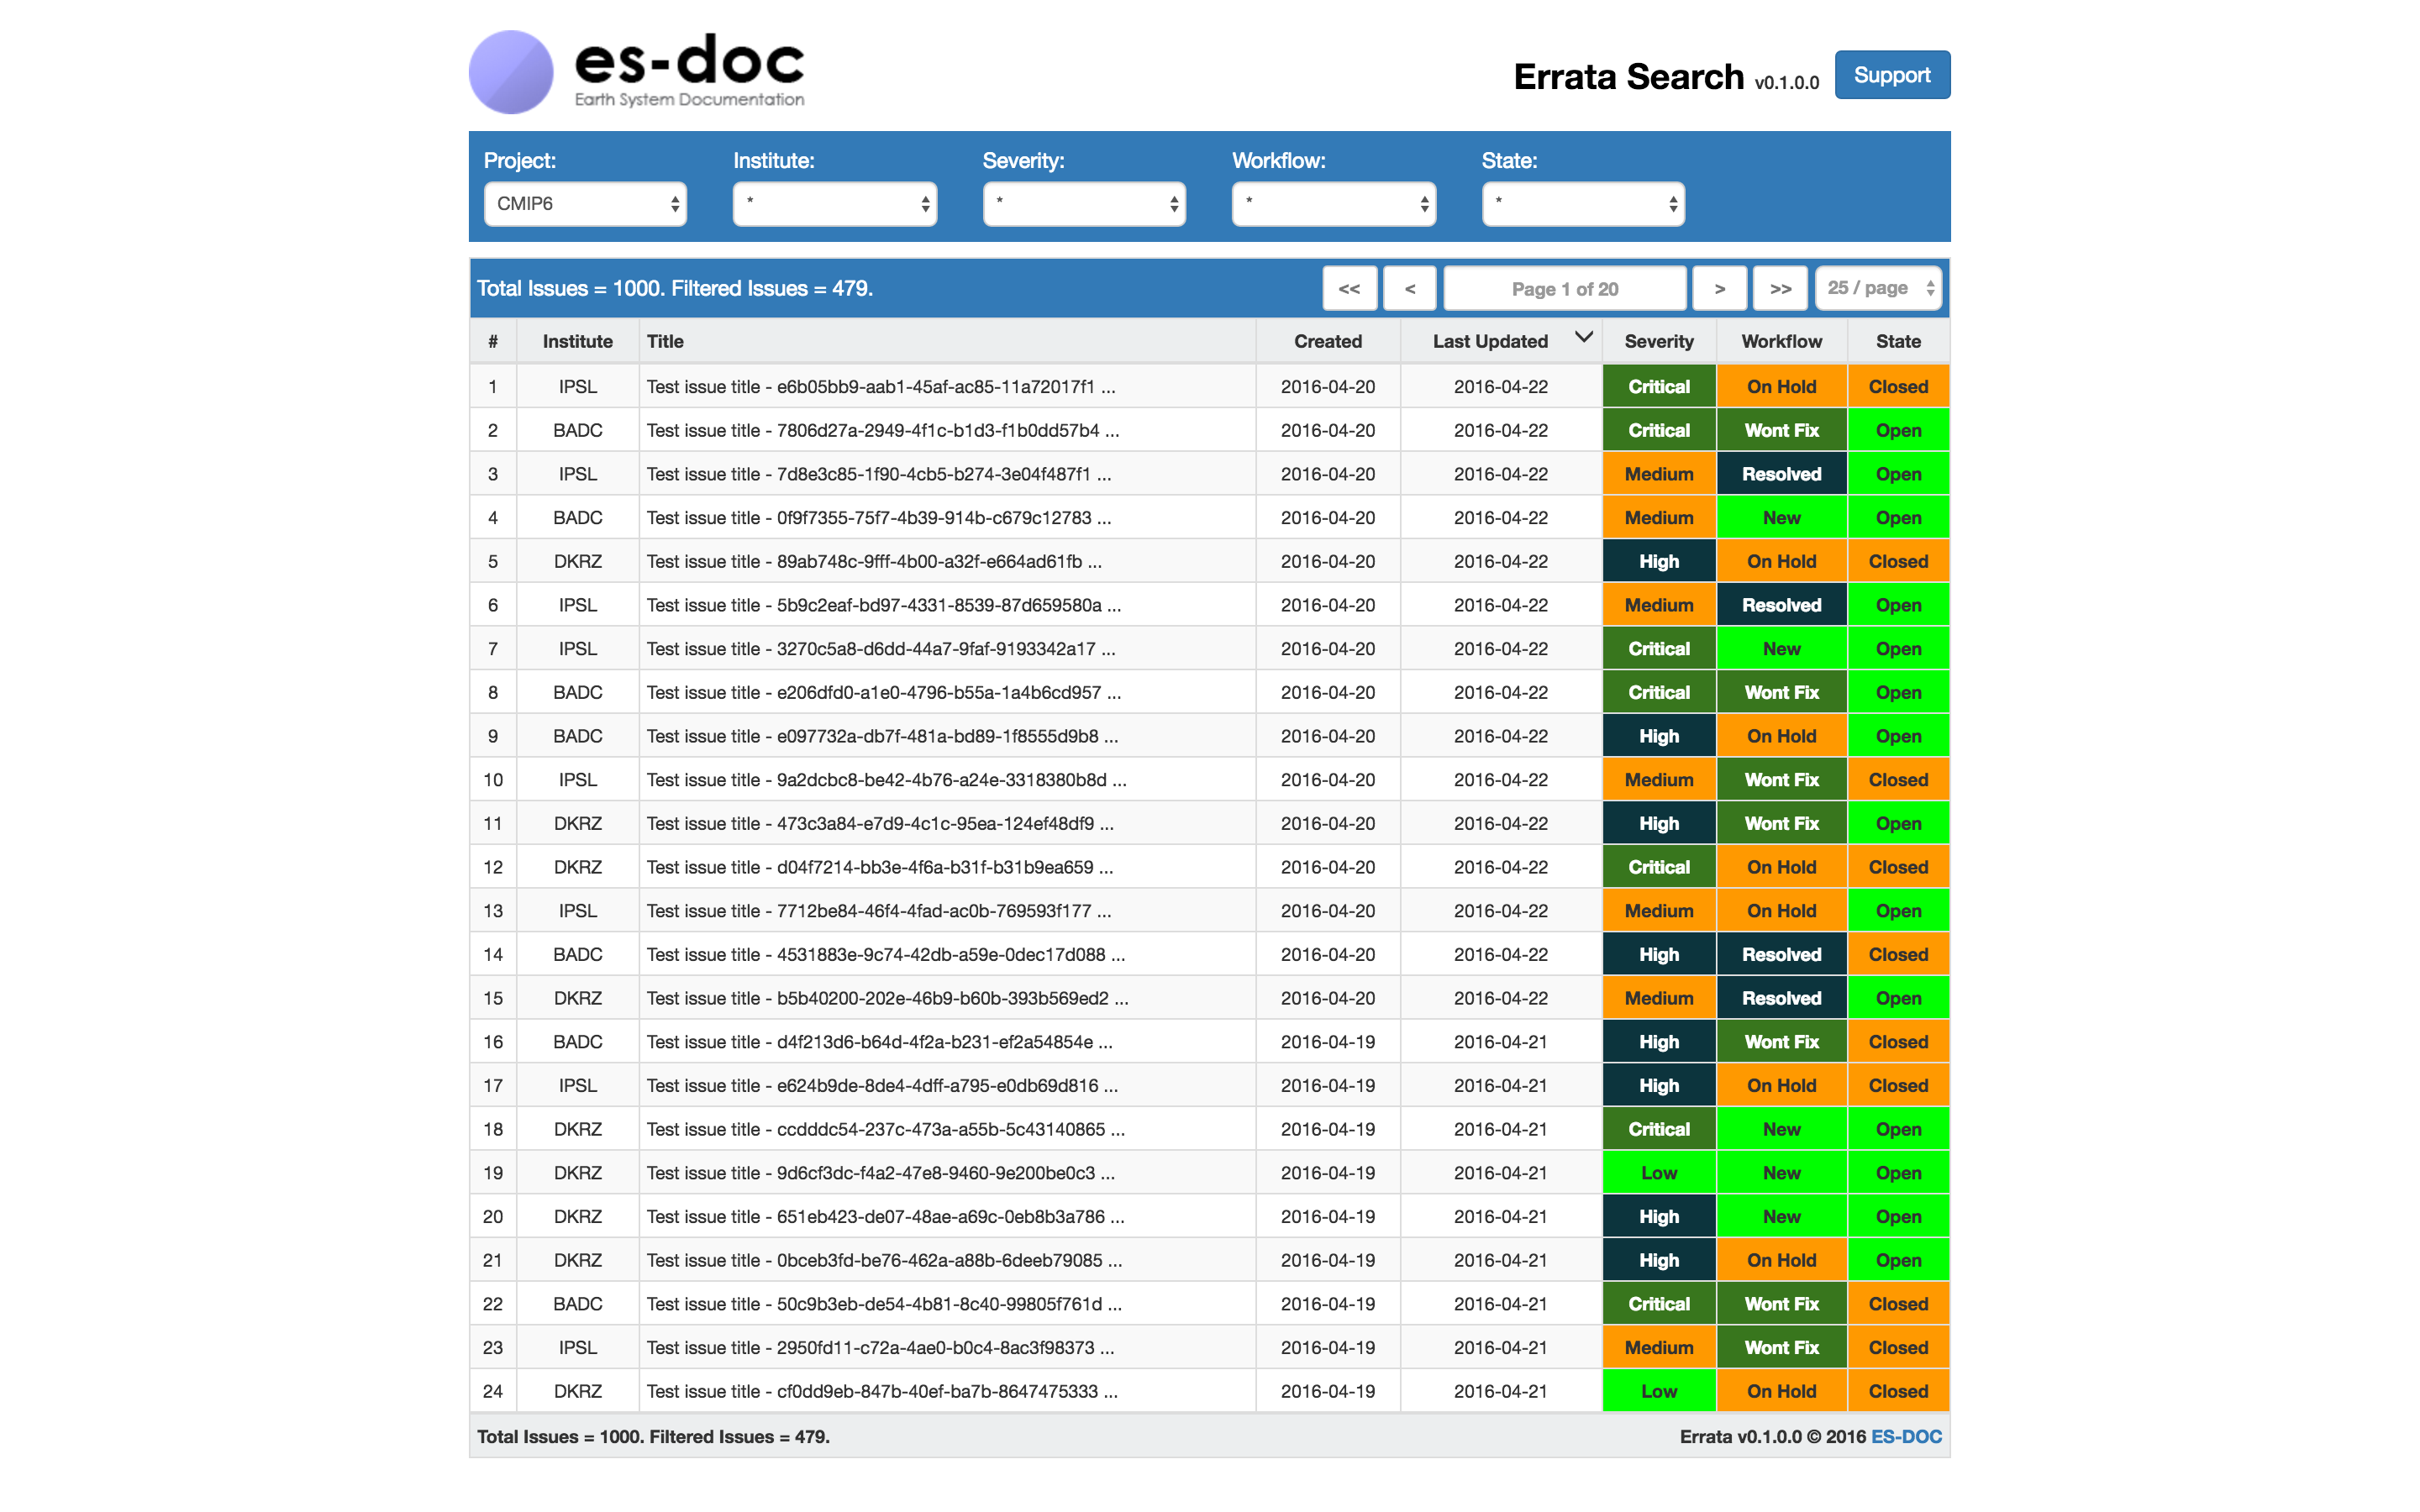 es-doc
Earth System Documentation
Errata Search v0.1.0.0 Support
Project: Institute: Severity: Workflow: State:
CMIP6 * * * *
Total Issues = 1000. Filtered Issues = 479. << < Page 1 of 20 > >> 25 / page
# Institute Title Created Last Updated Severity Workflow State
1 IPSL Test issue title - e6b05bb9-aab1-45af-ac85-11a72017f1 ... 2016-04-20 2016-04-22 Critical On Hold Closed
2 BADC Test issue title - 7806d27a-2949-4f1c-b1d3-f1b0dd57b4 ... 2016-04-20 2016-04-22 Critical Wont Fix Open
3 IPSL Test issue title - 7d8e3c85-1f90-4cb5-b274-3e04f487f1 ... 2016-04-20 2016-04-22 Medium Resolved Open
4 BADC Test issue title - 0f9f7355-75f7-4b39-914b-c679c12783 ... 2016-04-20 2016-04-22 Medium New Open
5 DKRZ Test issue title - 89ab748c-9fff-4b00-a32f-e664ad61fb ... 2016-04-20 2016-04-22 High On Hold Closed
6 IPSL Test issue title - 5b9c2eaf-bd97-4331-8539-87d659580a ... 2016-04-20 2016-04-22 Medium Resolved Open
7 IPSL Test issue title - 3270c5a8-d6dd-44a7-9faf-9193342a17 ... 2016-04-20 2016-04-22 Critical New Open
8 BADC Test issue title - e206dfd0-a1e0-4796-b55a-1a4b6cd957 ... 2016-04-20 2016-04-22 Critical Wont Fix Open
9 BADC Test issue title - e097732a-db7f-481a-bd89-1f8555d9b8 ... 2016-04-20 2016-04-22 High On Hold Open
10 IPSL Test issue title - 9a2dcbc8-be42-4b76-a24e-3318380b8d ... 2016-04-20 2016-04-22 Medium Wont Fix Closed
11 DKRZ Test issue title - 473c3a84-e7d9-4c1c-95ea-124ef48df9 ... 2016-04-20 2016-04-22 High Wont Fix Open
12 DKRZ Test issue title - d04f7214-bb3e-4f6a-b31f-b31b9ea659 ... 2016-04-20 2016-04-22 Critical On Hold Closed
13 IPSL Test issue title - 7712be84-46f4-4fad-ac0b-769593f177 ... 2016-04-20 2016-04-22 Medium On Hold Open
14 BADC Test issue title - 4531883e-9c74-42db-a59e-0dec17d088 ... 2016-04-20 2016-04-22 High Resolved Closed
15 DKRZ Test issue title - b5b40200-202e-46b9-b60b-393b569ed2 ... 2016-04-20 2016-04-22 Medium Resolved Open
16 BADC Test issue title - d4f213d6-b64d-4f2a-b231-ef2a54854e ... 2016-04-19 2016-04-21 High Wont Fix Closed
17 IPSL Test issue title - e624b9de-8de4-4dff-a795-e0db69d816 ... 2016-04-19 2016-04-21 High On Hold Closed
18 DKRZ Test issue title - ccdddc54-237c-473a-a55b-5c43140865 ... 2016-04-19 2016-04-21 Critical New Open
19 DKRZ Test issue title - 9d6cf3dc-f4a2-47e8-9460-9e200be0c3 ... 2016-04-19 2016-04-21 Low New Open
20 DKRZ Test issue title - 651eb423-de07-48ae-a69c-0eb8b3a786 ... 2016-04-19 2016-04-21 High New Open
21 DKRZ Test issue title - 0bceb3fd-be76-462a-a88b-6deeb79085 ... 2016-04-19 2016-04-21 High On Hold Open
22 BADC Test issue title - 50c9b3eb-de54-4b81-8c40-99805f761d ... 2016-04-19 2016-04-21 Critical Wont Fix Closed
23 IPSL Test issue title - 2950fd11-c72a-4ae0-b0c4-8ac3f98373 ... 2016-04-19 2016-04-21 Medium Wont Fix Closed
24 DKRZ Test issue title - cf0dd9eb-847b-40ef-ba7b-8647475333 ... 2016-04-19 2016-04-21 Low On Hold Closed
Total Issues = 1000. Filtered Issues = 479. Errata v0.1.0.0 © 2016 ES-DOC